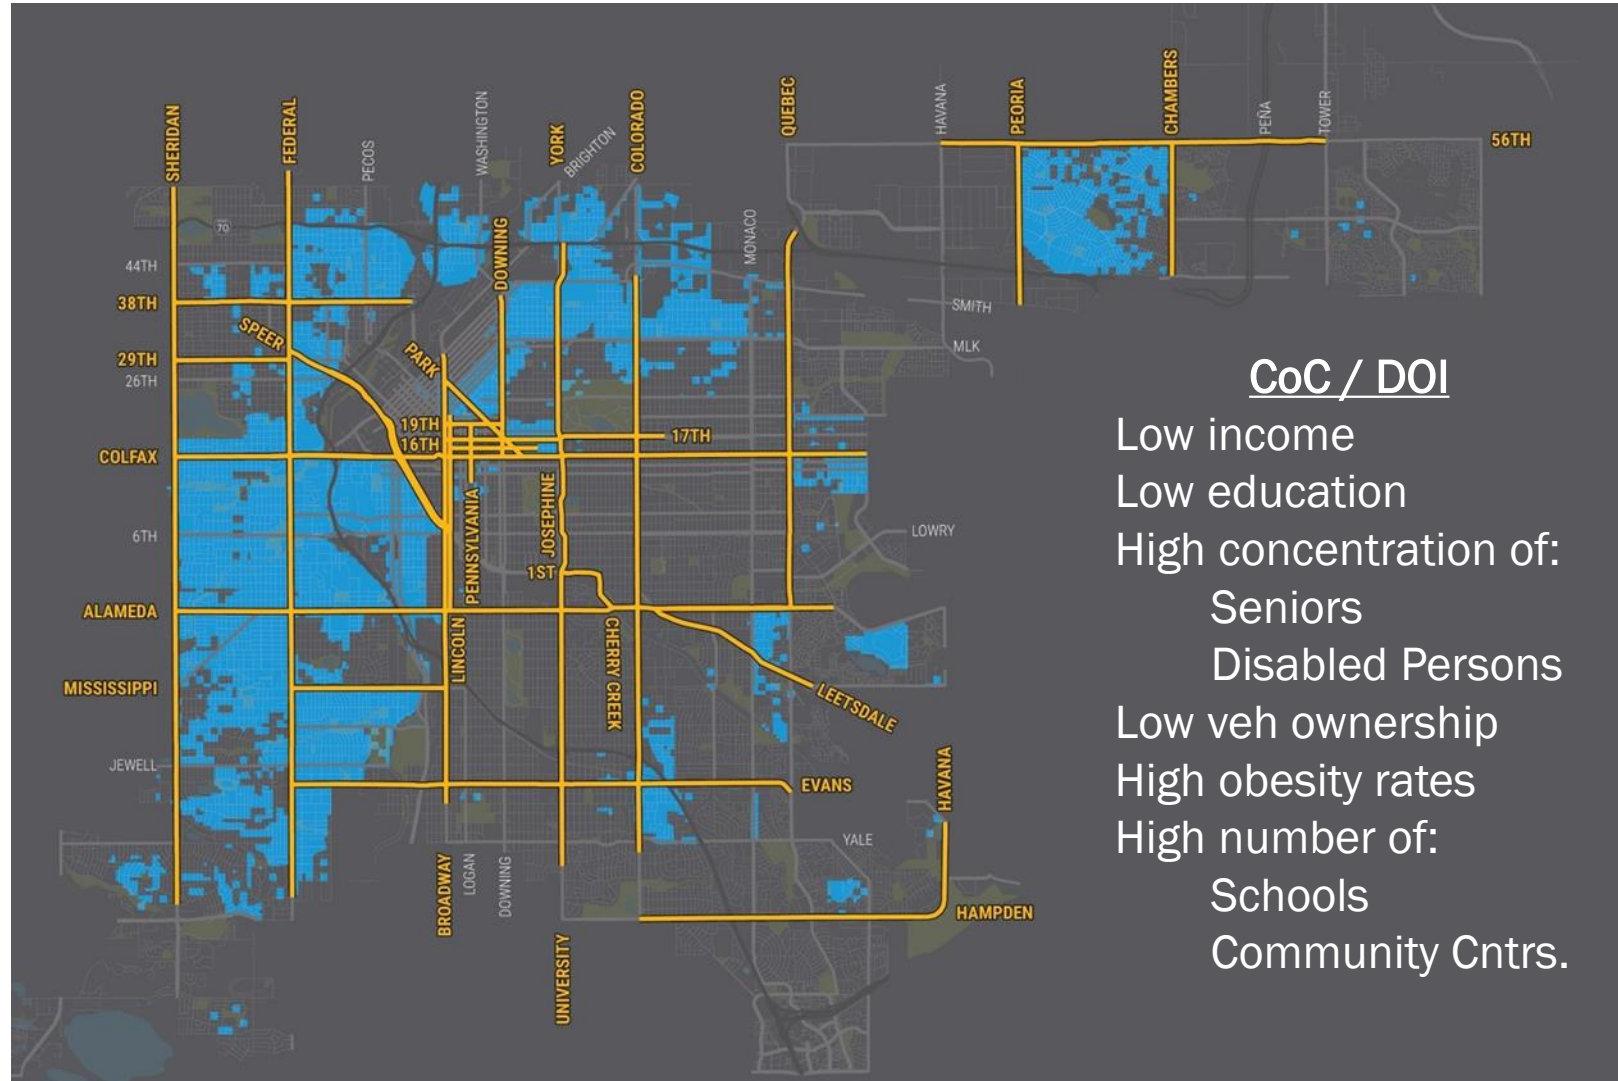 SHERIDAN
FEDERAL
PECOS
WASHINGTON
YORK
BRIGHTON
COLORADO
QUEBEC
HAVANA
PEORIA
CHAMBERS
PEÑA
TOWER
56TH
DOWNING
MONACO
70
44TH
38TH
SPEER
29TH
26TH
PARK
SMITH
MLK
19TH
16TH
17TH
COLFAX
PENNSYLVANIA
JOSEPHINE
6TH
LOWRY
1ST
ALAMEDA
LINCOLN
CHERRY CREEK
MISSISSIPPI
LEETSDALE
JEWELL
EVANS
HAVANA
YALE
BROADWAY
LOGAN
DOWNING
UNIVERSITY
HAMPDEN
CoC / DOI
Low income
Low education
High concentration of:
Seniors
Disabled Persons
Low veh ownership
High obesity rates
High number of:
Schools
Community Cntrs.